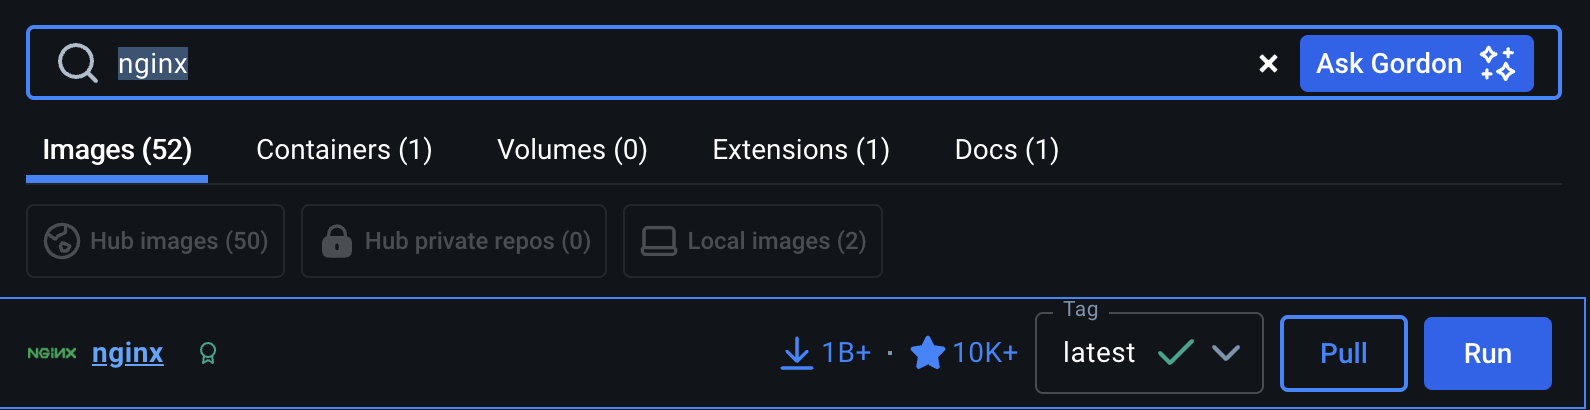 nginx
Ask Gordon
Images (52) Containers (1) Volumes (0) Extensions (1) Docs (1)
Hub images (50) Hub private repos (0) Local images (2)
Tag
NGINX nginx 1B+ · 10K+ latest Pull Run